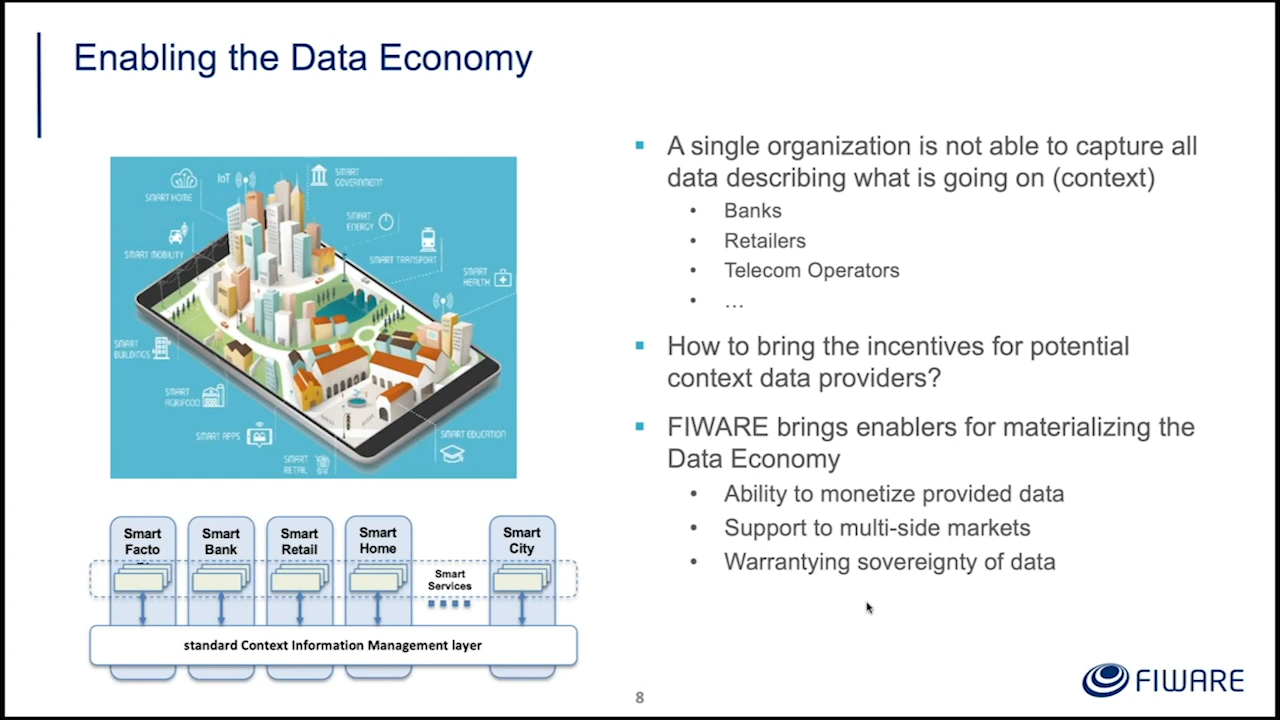 Enabling the Data Economy
IoT
SMART
GOVERNMENT
SMART HOME
SMART
ENERGY
SMART MOBILITY
SMART TRANSPORT
SMART
HEALTH
SMART
BUILDINGS
SMART
AGRIFOOD
SMART APPS
SMART EDUCATION
SMART
RETAIL
Smart
Facto
Smart
Bank
Smart
Retail
Smart
Home
Smart
Services
Smart
City
standard Context Information Management layer
▪ A single organization is not able to capture all
data describing what is going on (context)
• Banks
• Retailers
• Telecom Operators
• …
▪ How to bring the incentives for potential
context data providers?
▪ FIWARE brings enablers for materializing the
Data Economy
• Ability to monetize provided data
• Support to multi-side markets
• Warrantying sovereignty of data
8
FIWARE